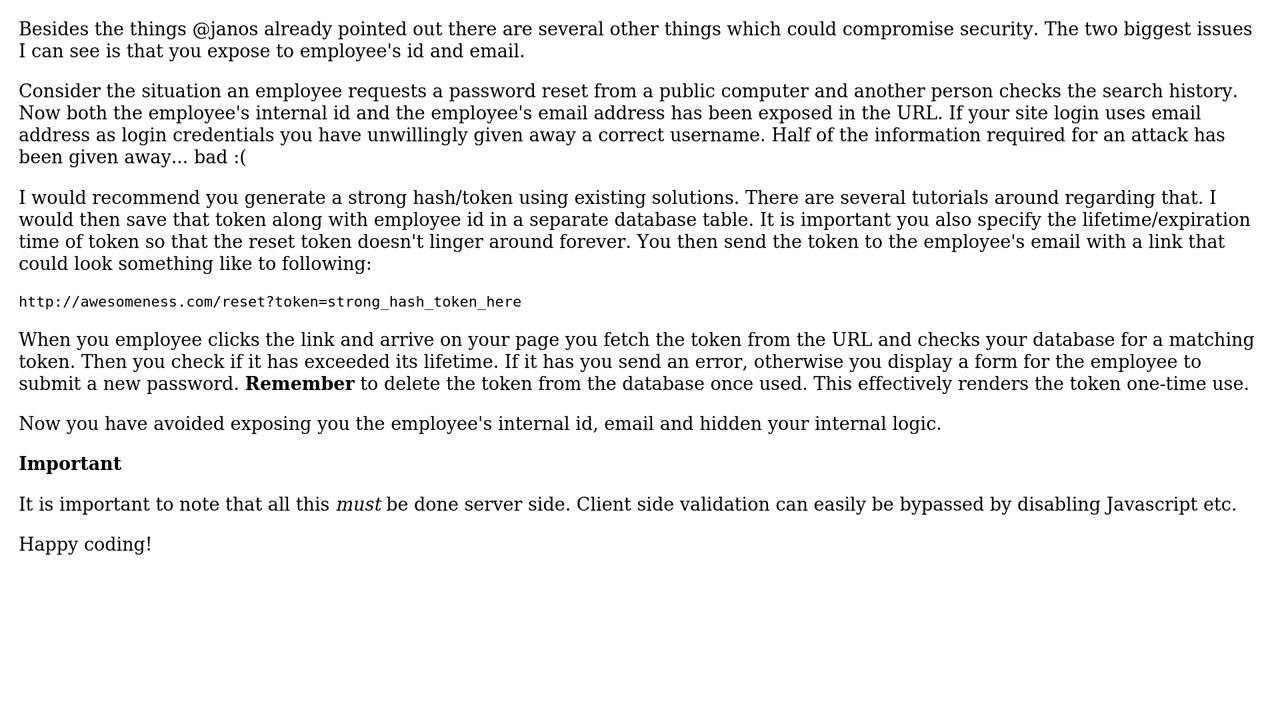 Besides the things @janos already pointed out there are several other things which could compromise security. The two biggest issues
I can see is that you expose to employee's id and email.
Consider the situation an employee requests a password reset from a public computer and another person checks the search history.
Now both the employee's internal id and the employee's email address has been exposed in the URL. If your site login uses email
address as login credentials you have unwillingly given away a correct username. Half of the information required for an attack has
been given away... bad :(
I would recommend you generate a strong hash/token using existing solutions. There are several tutorials around regarding that. I
would then save that token along with employee id in a separate database table. It is important you also specify the lifetime/expiration
time of token so that the reset token doesn't linger around forever. You then send the token to the employee's email with a link that
could look something like to following:
http://awesomeness.com/reset?token=strong_hash_token_here
When you employee clicks the link and arrive on your page you fetch the token from the URL and checks your database for a matching
token. Then you check if it has exceeded its lifetime. If it has you send an error, otherwise you display a form for the employee to
submit a new password. Remember to delete the token from the database once used. This effectively renders the token one-time use.
Now you have avoided exposing you the employee's internal id, email and hidden your internal logic.
Important
It is important to note that all this must be done server side. Client side validation can easily be bypassed by disabling Javascript etc.
Happy coding!